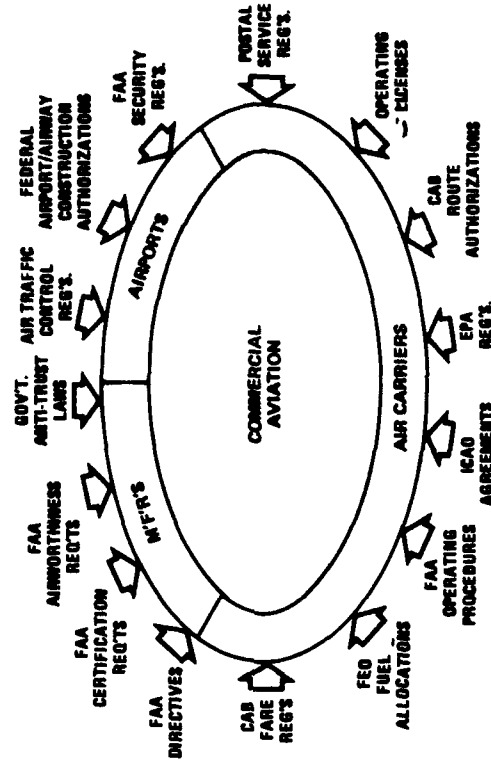 GOV'T.
ANTI-TRUST
LAWS
AIR TRAFFIC
CONTROL
REG'S.
FEDERAL
AIRPORT/AIRWAY
CONSTRUCTION
AUTHORIZATIONS
FAA
SECURITY
REG'S.
POSTAL
SERVICE
REG'S.
OPERATING
LICENSES
CAB
ROUTE
AUTHORIZATIONS
EPA
REG'S.
ICAO
AGREEMENTS
FAA
OPERATING
PROCEDURES
FEO
FUEL
ALLOCATIONS
CAB
FARE
REG'S
FAA
DIRECTIVES
FAA
CERTIFICATION
REQ'TS
FAA
AIRWORTHINESS
REQ'TS
M'F'R'S
AIRPORTS
AIR CARRIERS
COMMERCIAL
AVIATION